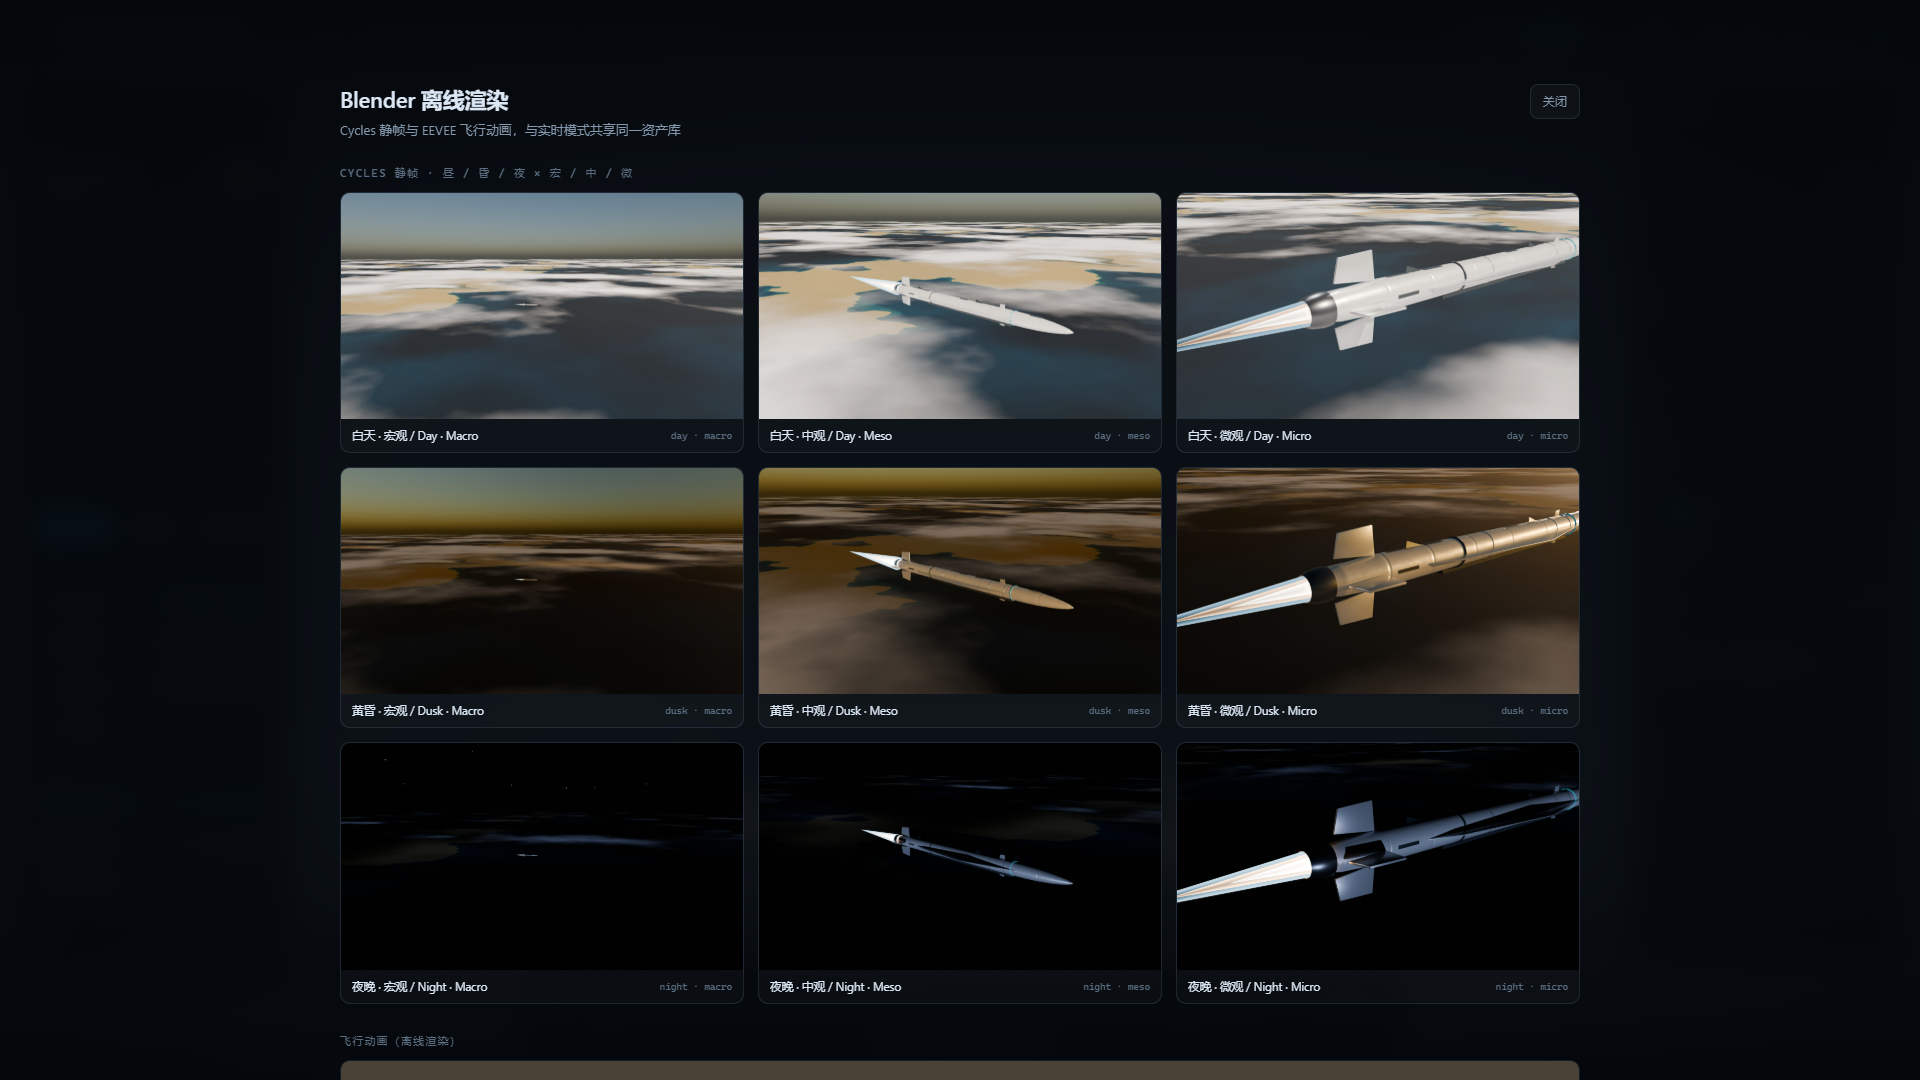 Blender 离线渲染
关闭
Cycles 静帧与 EEVEE 飞行动画，与实时模式共享同一资产库
CYCLES 静帧 · 昼 / 昏 / 夜 × 宏 / 中 / 微
白天 · 宏观 / Day · Macro
day · macro
白天 · 中观 / Day · Meso
day · meso
白天 · 微观 / Day · Micro
day · micro
黄昏 · 宏观 / Dusk · Macro
dusk · macro
黄昏 · 中观 / Dusk · Meso
dusk · meso
黄昏 · 微观 / Dusk · Micro
dusk · micro
夜晚 · 宏观 / Night · Macro
night · macro
夜晚 · 中观 / Night · Meso
night · meso
夜晚 · 微观 / Night · Micro
night · micro
飞行动画（离线渲染）